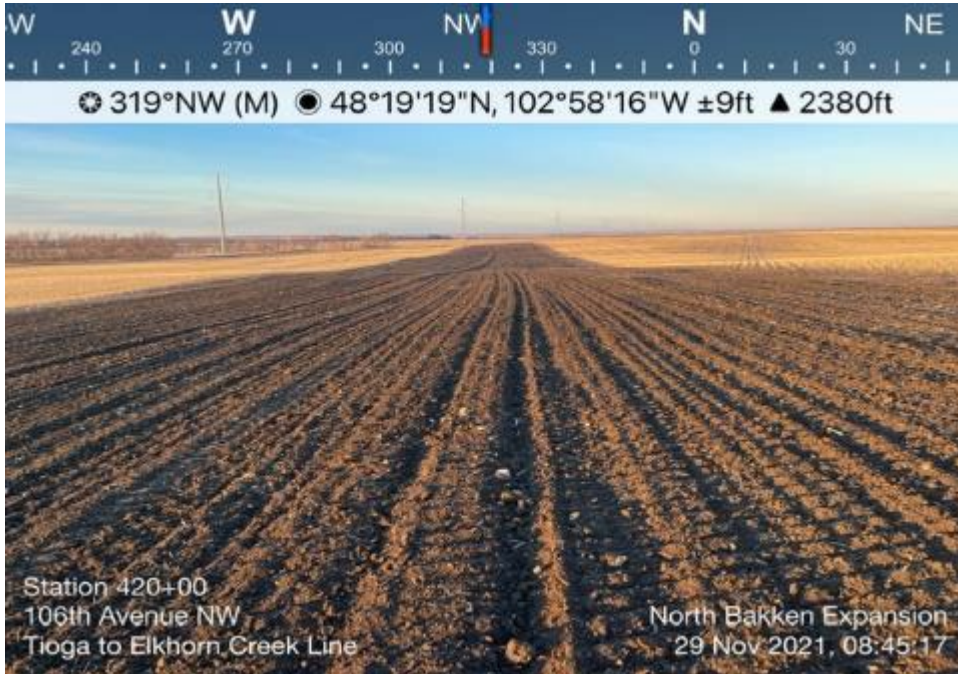 W W NW N NE
240 270 300 330 0 30
319°NW (M) 48°19'19"N, 102°58'16"W ±9ft ▲ 2380ft
Station 420+00
106th Avenue NW
Tioga to Elkhorn Creek Line
North Bakken Expansion
29 Nov 2021, 08:45:17